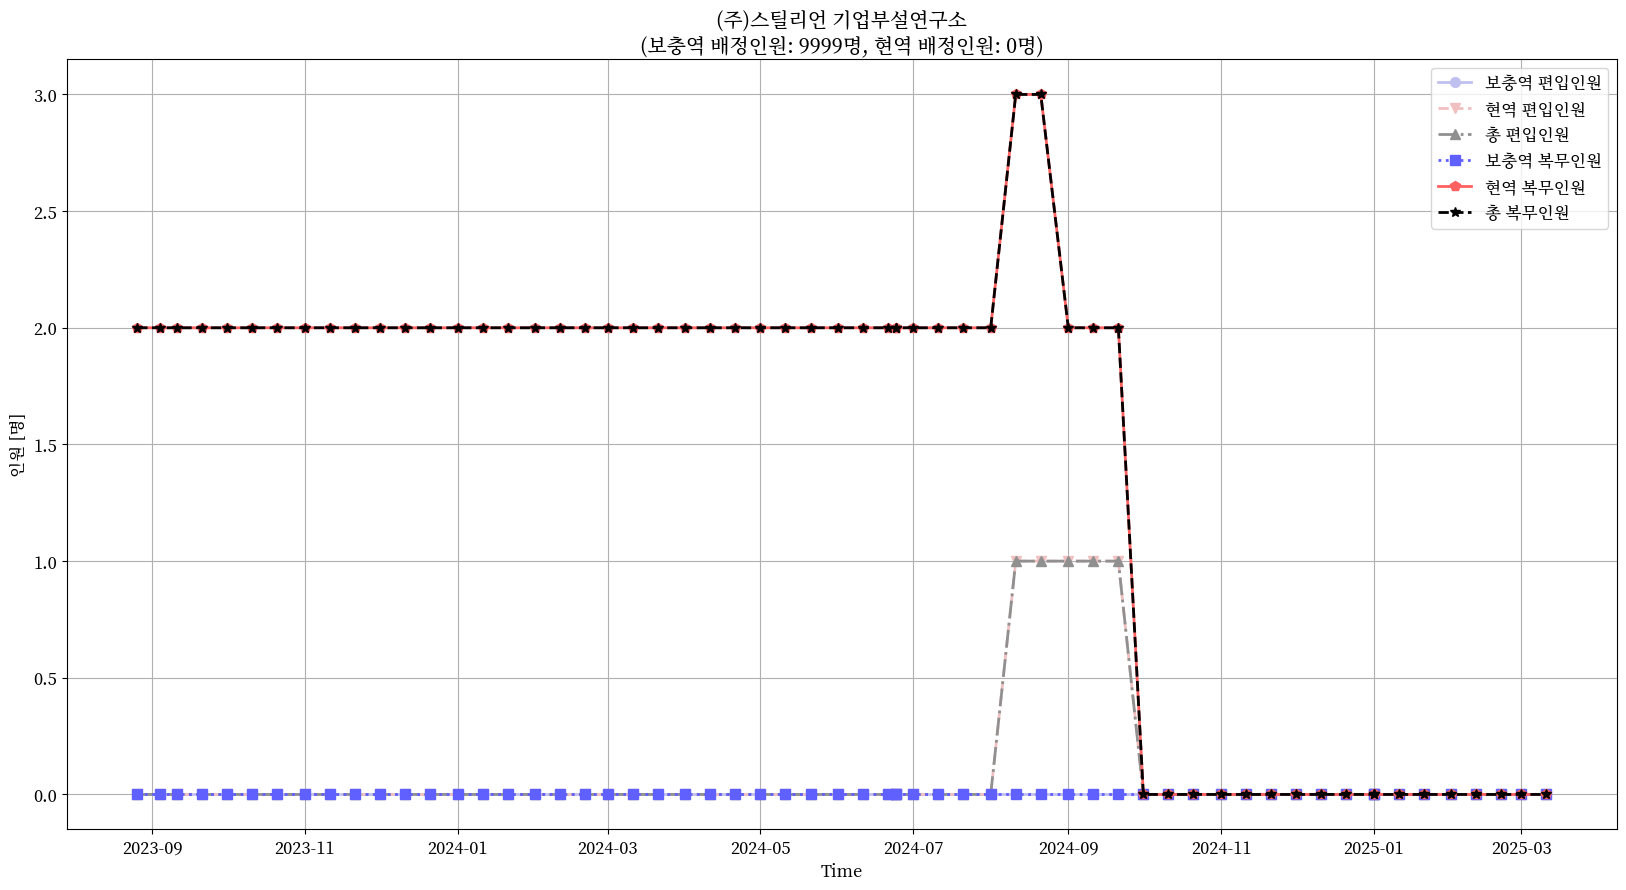 (주)스틸리언 기업부설연구소
(보충역 배정인원: 9999명, 현역 배정인원: 0명)
보충역 편입인원
현역 편입인원
총 편입인원
보충역 복무인원
현역 복무인원
총 복무인원
인원 [명]
3.0
2.5
2.0
1.5
1.0
0.5
0.0
2023-09
2023-11
2024-01
2024-03
2024-05
2024-07
2024-09
2024-11
2025-01
2025-03
Time